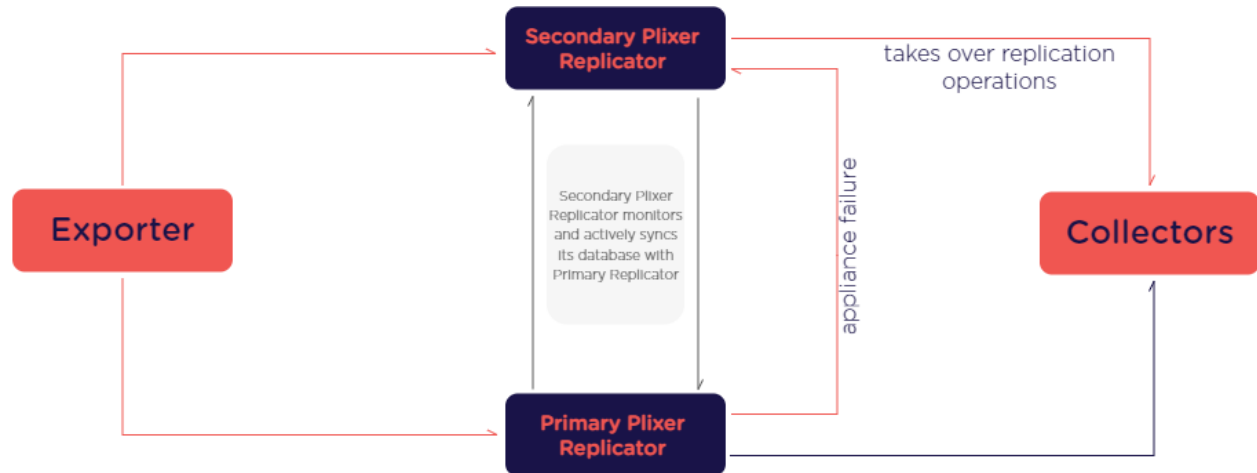 Secondary Plixer
Replicator
takes over replication
operations
Exporter
Secondary Plixer
Replicator monitors
and actively syncs
its database with
Primary Replicator
appliance failure
Collectors
Primary Plixer
Replicator